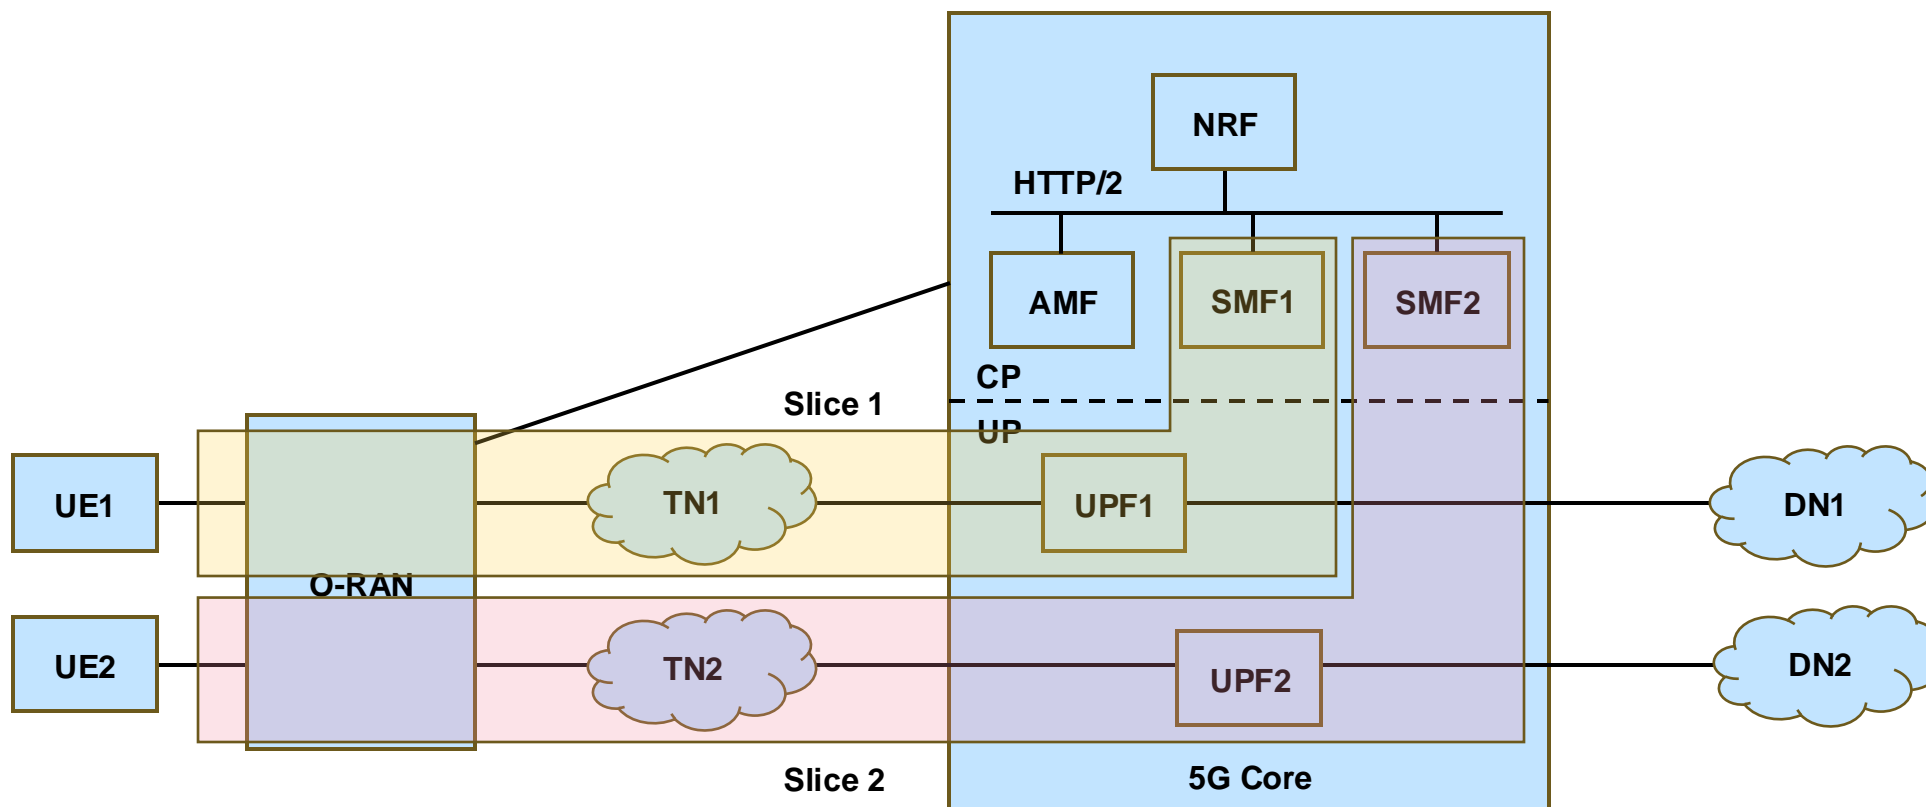 NRF
HTTP/2
AMF
SMF1
SMF2
CP
Slice 1
UP
UE1
TN1
UPF1
DN1
O-RAN
UE2
TN2
UPF2
DN2
Slice 2
5G Core